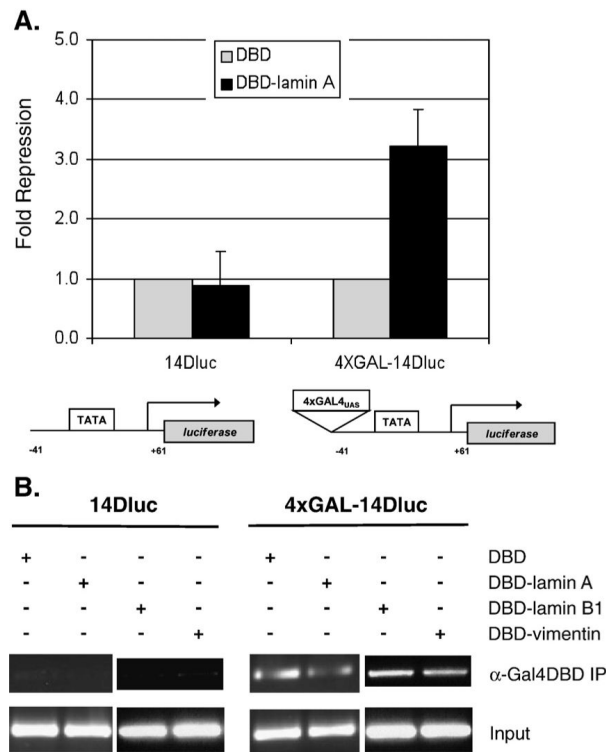 A.
5.0
4.0
3.0
2.0
1.0
0.0
Fold Repression
DBD
DBD-lamin A
14Dluc
4XGAL-14Dluc
TATA
luciferase
-41
+61
4xGAL4UAS
TATA
luciferase
-41
+61
B.
14Dluc
4xGAL-14Dluc
+ - - - + - - - DBD
- + - - - + - - DBD-lamin A
- - + - - - + - DBD-lamin B1
- - - + - - - + DBD-vimentin
α-Gal4DBD IP
Input